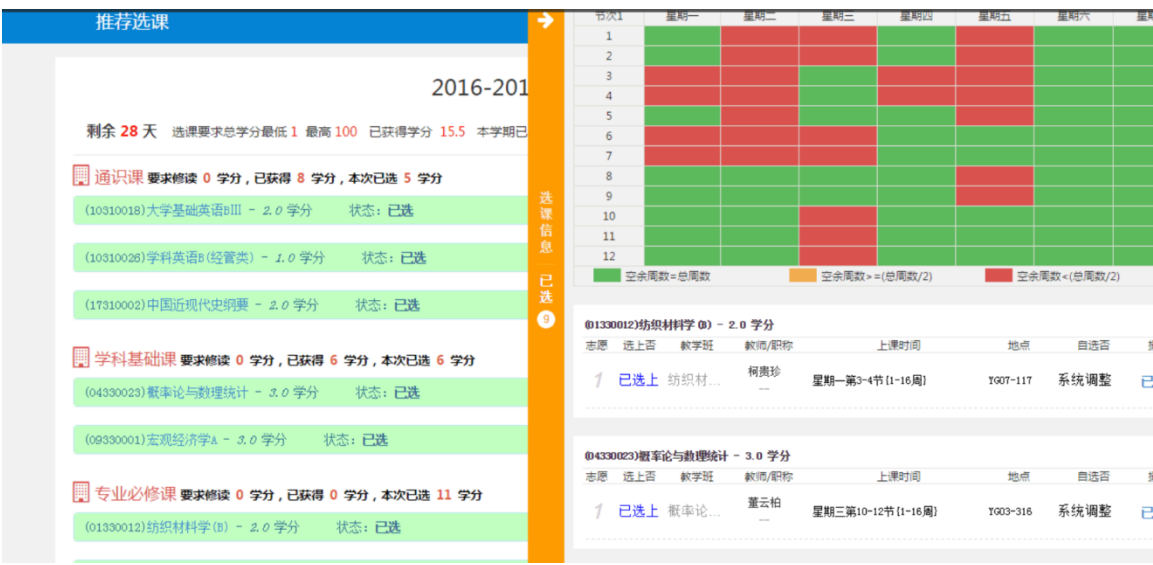 推荐选课
2016-201
剩余 28 天 选课要求总学分最低 1 最高 100 已获得学分 15.5 本学期已
通识课 要求修读 0 学分，已获得 8 学分，本次已选 5 学分
(10310018)大学基础英语BⅢ - 2.0 学分 状态：已选
(10310026)学科英语B(经管类) - 1.0 学分 状态：已选
(17310002)中国近现代史纲要 - 2.0 学分 状态：已选
学科基础课 要求修读 0 学分，已获得 6 学分，本次已选 6 学分
(04330023)概率论与数理统计 - 3.0 学分 状态：已选
(09330001)宏观经济学A - 3.0 学分 状态：已选
专业必修课 要求修读 0 学分，已获得 0 学分，本次已选 11 学分
(01330012)纺织材料学(B) - 2.0 学分 状态：已选
选课信息 已选 9
节次1 星期一 星期二 星期三 星期四 星期五 星期六 星
1
2
3
4
5
6
7
8
9
10
11
12
空余周数=总周数 空余周数>=(总周数/2) 空余周数<(总周数/2)
(01330012)纺织材料学(B) - 2.0 学分
志愿 选上否 教学班 教师/职称 上课时间 地点 自选否
1 已选上 纺织材... 柯贵珍 星期一第3-4节{1-16周} YG07-117 系统调整 已
--
(04330023)概率论与数理统计 - 3.0 学分
志愿 选上否 教学班 教师/职称 上课时间 地点 自选否
1 已选上 概率论... 董云柏 星期三第10-12节{1-16周} YG03-316 系统调整 已
--